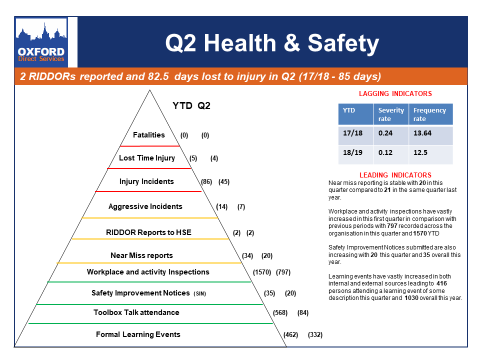 OXFORD
Direct Services
Q2 Health & Safety
2 RIDDORs reported and 82.5 days lost to injury in Q2 (17/18 - 85 days)
YTD Q2
Fatalities (0) (0)
Lost Time Injury (5) (4)
Injury Incidents (86) (45)
Aggressive Incidents (14) (7)
RIDDOR Reports to HSE (2) (2)
Near Miss reports (34) (20)
Workplace and activity Inspections (1570) (797)
Safety Improvement Notices (SIN) (35) (20)
Toolbox Talk attendance (568) (84)
Formal Learning Events (462) (332)
LAGGING INDICATORS
YTD Severity rate Frequency rate
17/18 0.24 13.64
18/19 0.12 12.5
LEADING INDICATORS
Near miss reporting is stable with 20 in this
quarter compared to 21 in the same quarter last
year.
Workplace and activity inspections have vastly
increased in this first quarter in comparison with
previous periods with 797 recorded across the
organisation in this quarter and 1570 YTD
Safety Improvement Notices submitted are also
increasing with 20 this quarter and 35 overall this
year.
Learning events have vastly increased in both
internal and external sources leading to 416
persons attending a learning event of some
description this quarter and 1030 overall this year.